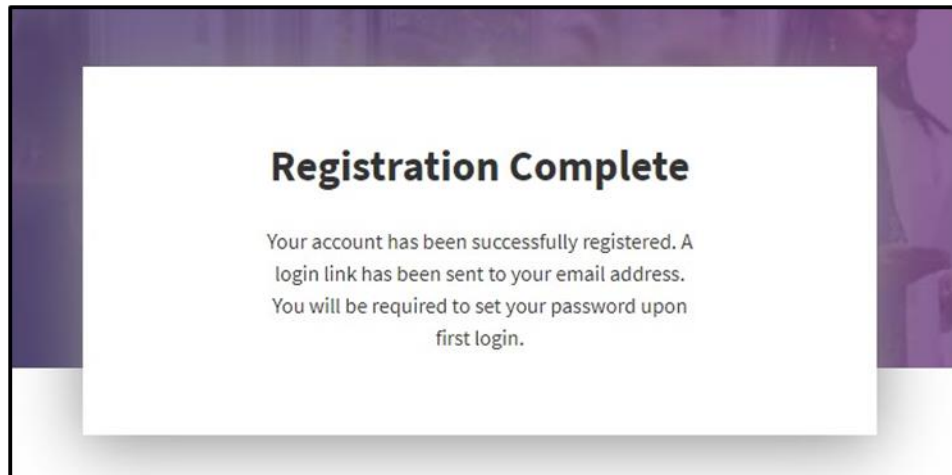 Registration Complete
Your account has been successfully registered. A
login link has been sent to your email address.
You will be required to set your password upon
first login.